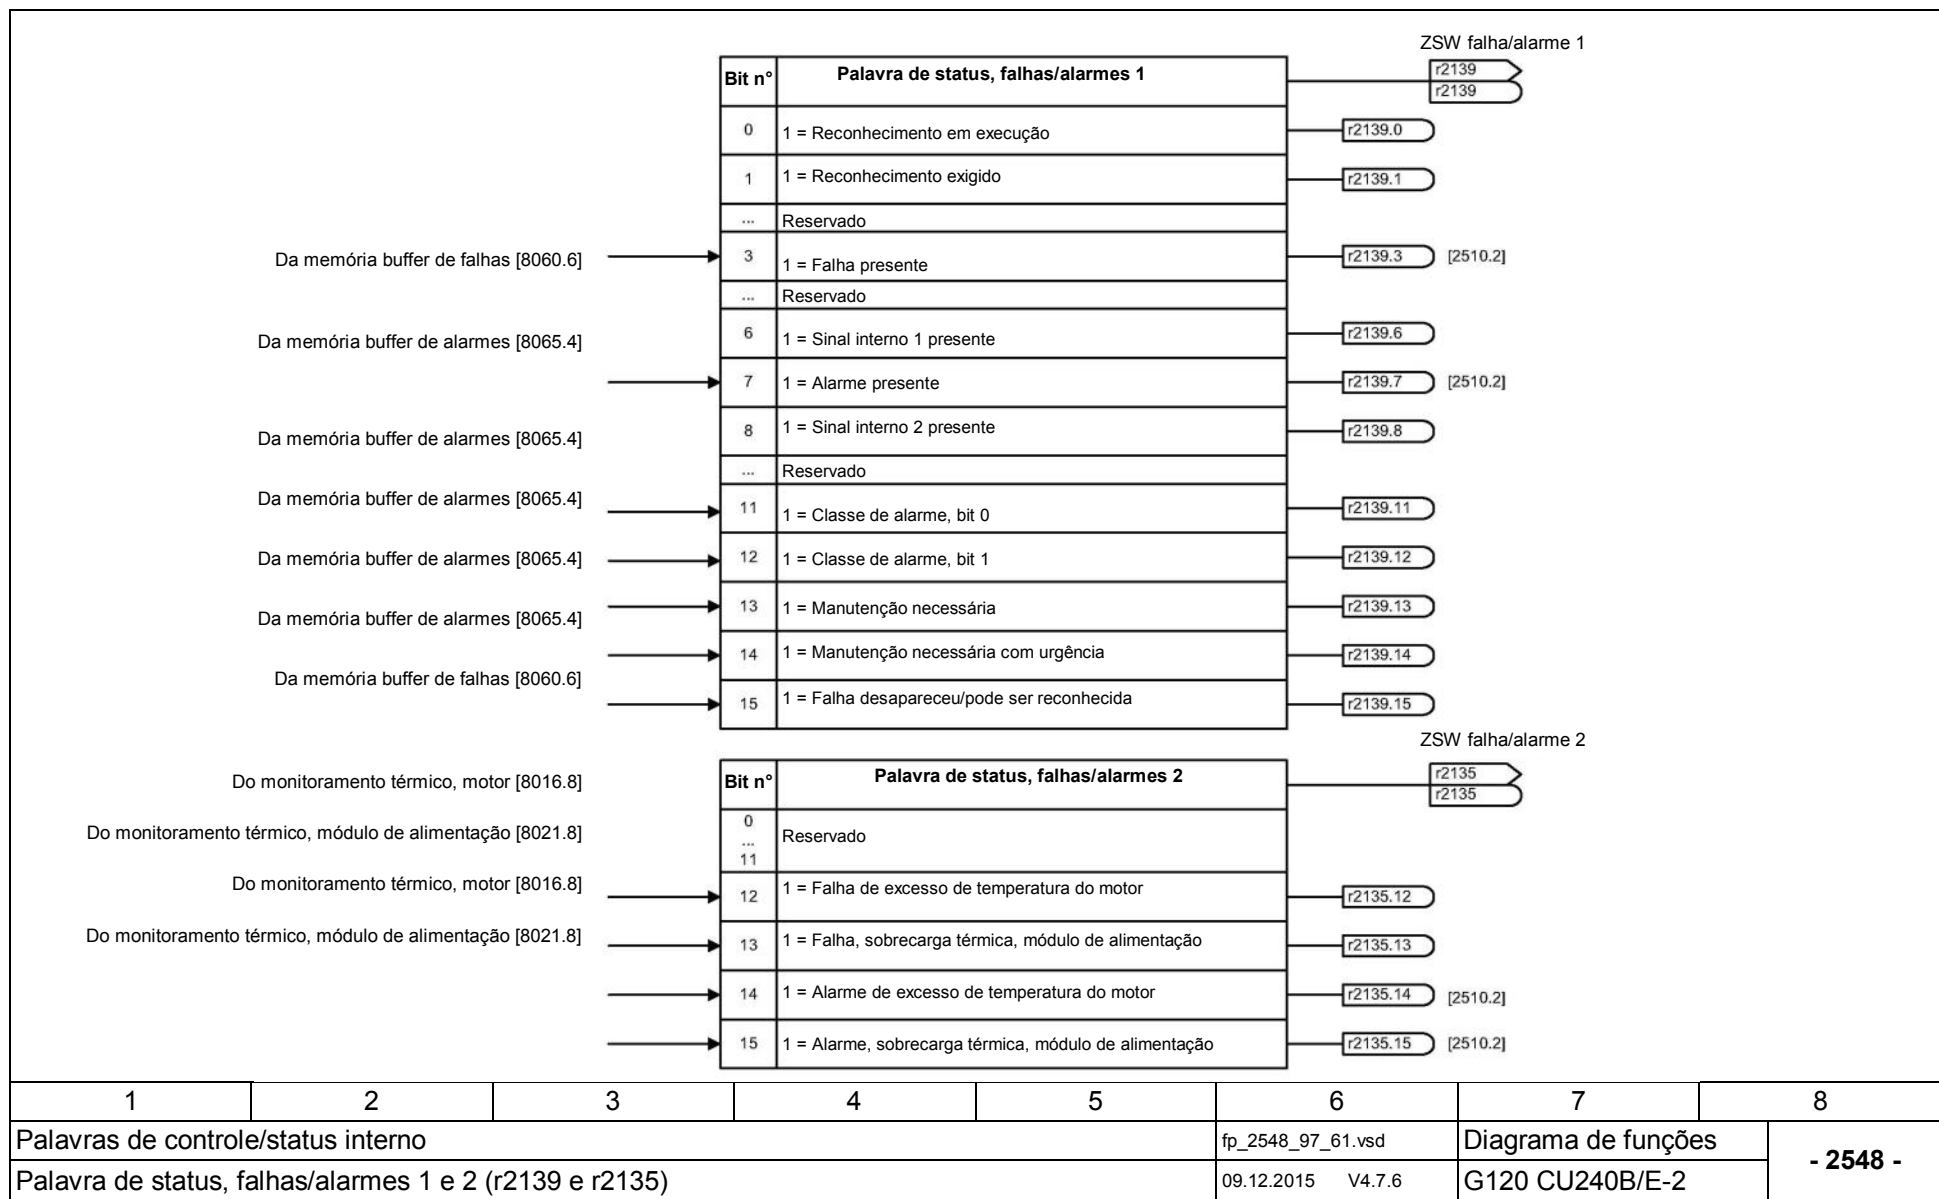 ZSW falha/alarme 1
Bit n° Palavra de status, falhas/alarmes 1 r2139
r2139
0 1 = Reconhecimento em execução r2139.0
1 1 = Reconhecimento exigido r2139.1
... Reservado
Da memória buffer de falhas [8060.6] 3 1 = Falha presente r2139.3 [2510.2]
... Reservado
Da memória buffer de alarmes [8065.4] 6 1 = Sinal interno 1 presente r2139.6
7 1 = Alarme presente r2139.7 [2510.2]
Da memória buffer de alarmes [8065.4] 8 1 = Sinal interno 2 presente r2139.8
... Reservado
Da memória buffer de alarmes [8065.4] 11 1 = Classe de alarme, bit 0 r2139.11
Da memória buffer de alarmes [8065.4] 12 1 = Classe de alarme, bit 1 r2139.12
Da memória buffer de alarmes [8065.4] 13 1 = Manutenção necessária r2139.13
14 1 = Manutenção necessária com urgência r2139.14
Da memória buffer de falhas [8060.6] 15 1 = Falha desapareceu/pode ser reconhecida r2139.15
ZSW falha/alarme 2
Do monitoramento térmico, motor [8016.8] Bit n° Palavra de status, falhas/alarmes 2 r2135
r2135
Do monitoramento térmico, módulo de alimentação [8021.8] 0
... Reservado
11
Do monitoramento térmico, motor [8016.8] 12 1 = Falha de excesso de temperatura do motor r2135.12
Do monitoramento térmico, módulo de alimentação [8021.8] 13 1 = Falha, sobrecarga térmica, módulo de alimentação r2135.13
14 1 = Alarme de excesso de temperatura do motor r2135.14 [2510.2]
15 1 = Alarme, sobrecarga térmica, módulo de alimentação r2135.15 [2510.2]
1 2 3 4 5 6 7 8
Palavras de controle/status interno fp_2548_97_61.vsd Diagrama de funções
- 2548 -
Palavra de status, falhas/alarmes 1 e 2 (r2139 e r2135) 09.12.2015 V4.7.6 G120 CU240B/E-2